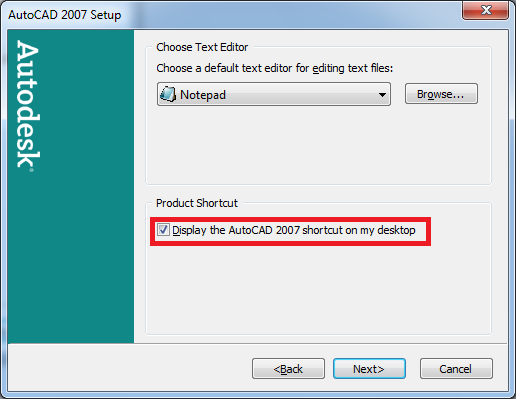 AutoCAD 2007 Setup
Autodesk
Choose Text Editor
Choose a default text editor for editing text files:
Notepad
Browse...
Product Shortcut
Display the AutoCAD 2007 shortcut on my desktop
<Back
Next>
Cancel